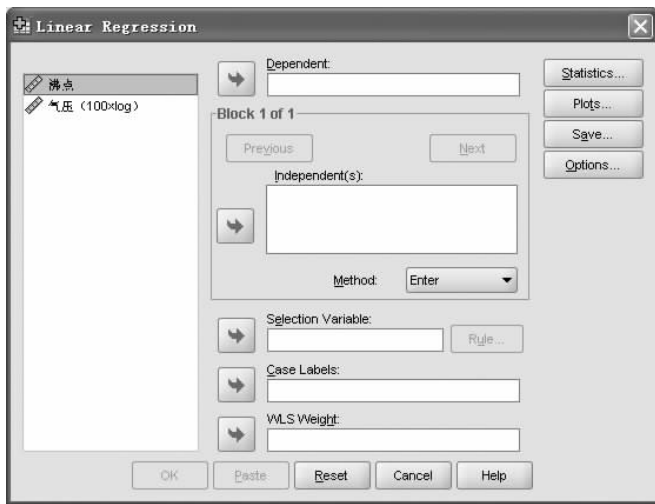 Linear Regression
沸点
气压（100×log）
Dependent:
Block 1 of 1
Previous
Next
Independent(s):
Method:
Enter
Selection Variable:
Rule...
Case Labels:
WLS Weight:
Statistics...
Plots...
Save...
Options...
OK
Paste
Reset
Cancel
Help